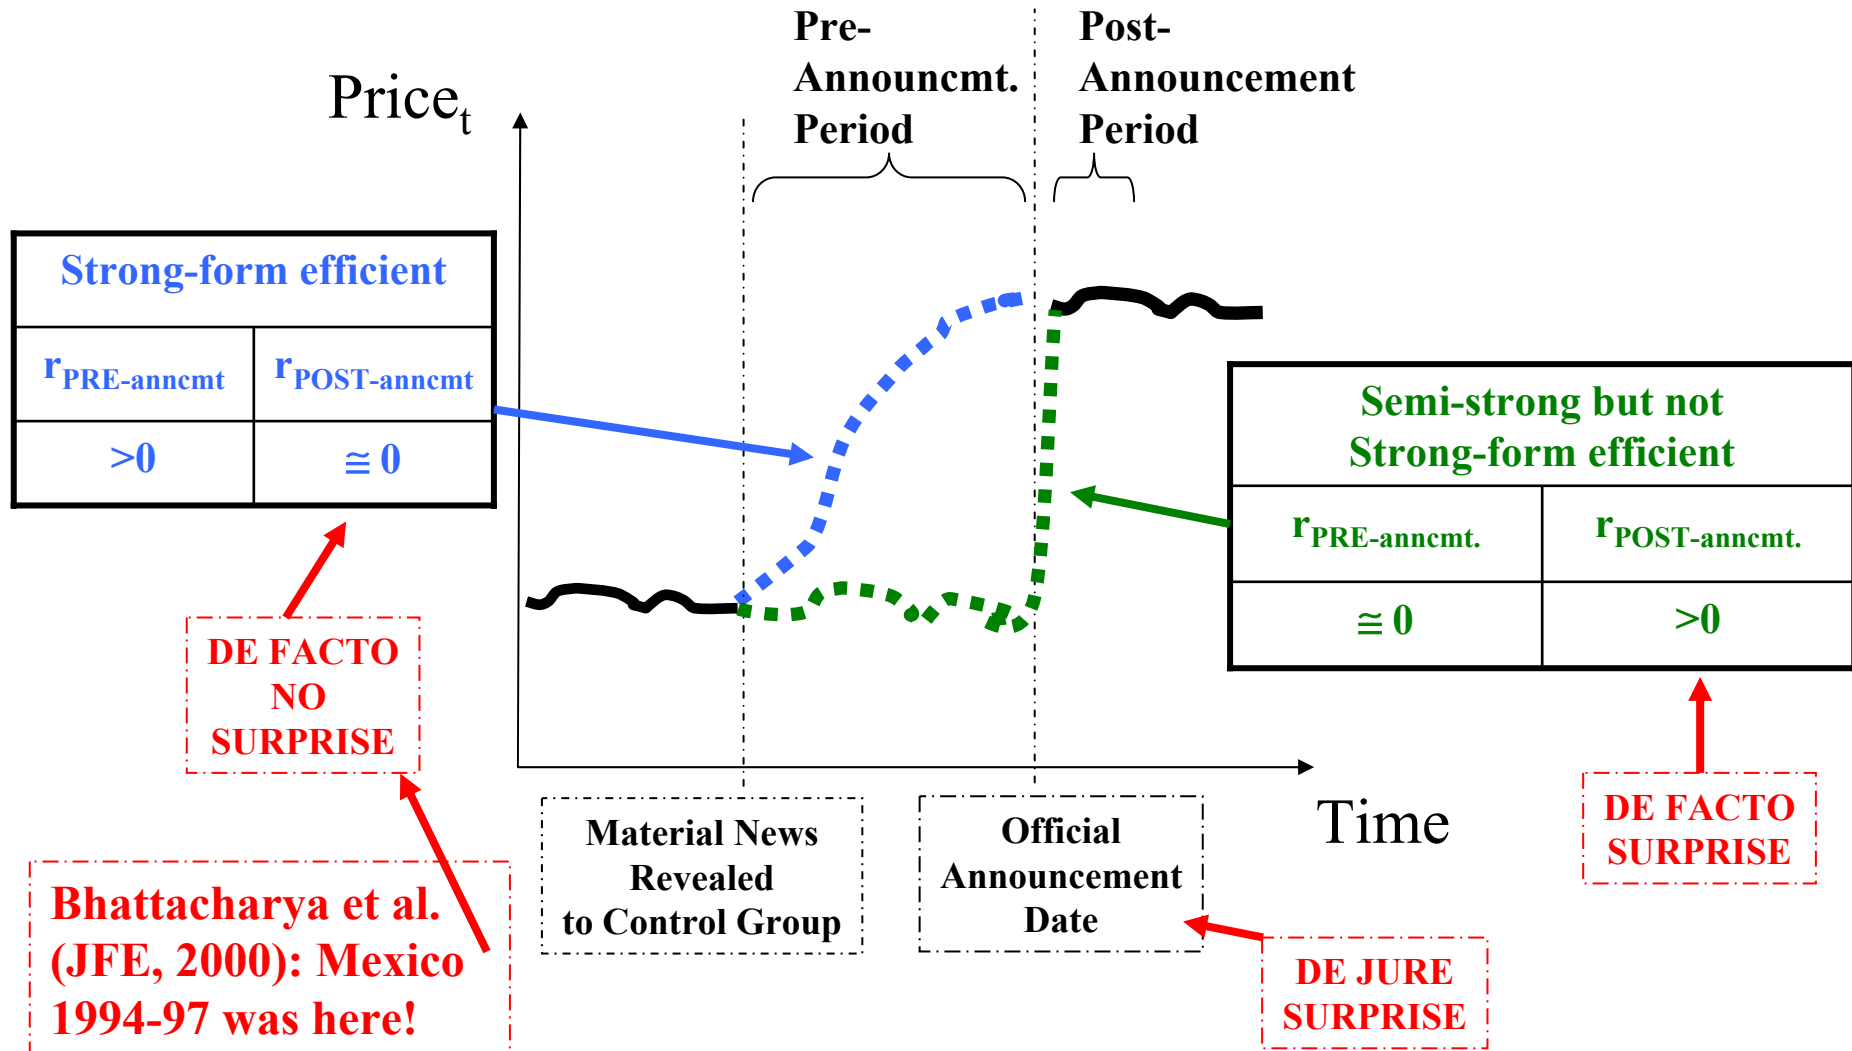 Pre-
Announcmt.
Period
Post-
Announcement
Period
Price_t
Strong-form efficient
r_PRE-anncmt r_POST-anncmt
>0 ≅ 0
Semi-strong but not
Strong-form efficient
r_PRE-anncmt. r_POST-anncmt.
≅ 0 >0
DE FACTO
NO
SURPRISE
DE FACTO
SURPRISE
Time
Material News
Revealed
to Control Group
Official
Announcement
Date
Bhattacharya et al.
(JFE, 2000): Mexico
1994-97 was here!
DE JURE
SURPRISE